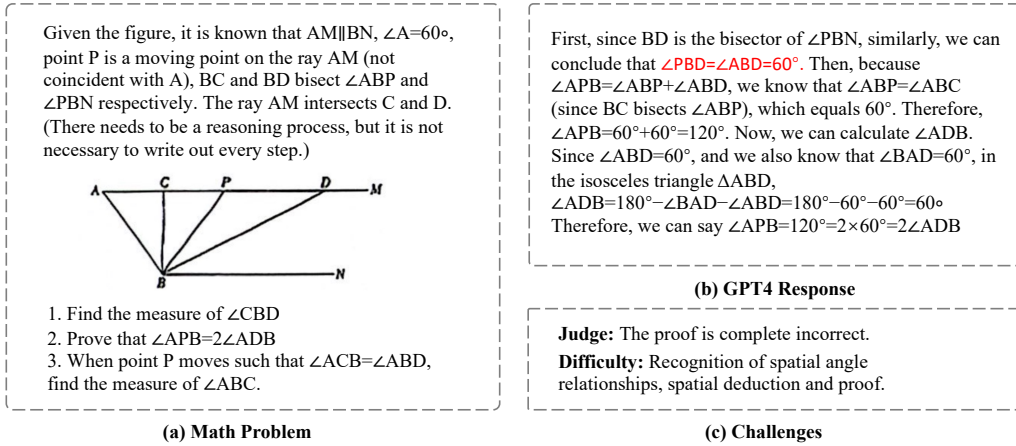 Given the figure, it is known that AM∥BN, ∠A=60∘,
point P is a moving point on the ray AM (not
coincident with A), BC and BD bisect ∠ABP and
∠PBN respectively. The ray AM intersects C and D.
(There needs to be a reasoning process, but it is not
necessary to write out every step.)
A C P D M
B N
1. Find the measure of ∠CBD
2. Prove that ∠APB=2∠ADB
3. When point P moves such that ∠ACB=∠ABD,
find the measure of ∠ABC.
(a) Math Problem
First, since BD is the bisector of ∠PBN, similarly, we can
conclude that ∠PBD=∠ABD=60°. Then, because
∠APB=∠ABP+∠ABD, we know that ∠ABP=∠ABC
(since BC bisects ∠ABP), which equals 60°. Therefore,
∠APB=60°+60°=120°. Now, we can calculate ∠ADB.
Since ∠ABD=60°, and we also know that ∠BAD=60°, in
the isosceles triangle ΔABD,
∠ADB=180°−∠BAD−∠ABD=180°−60°−60°=60∘
Therefore, we can say ∠APB=120°=2×60°=2∠ADB
(b) GPT4 Response
Judge: The proof is complete incorrect.
Difficulty: Recognition of spatial angle
relationships, spatial deduction and proof.
(c) Challenges